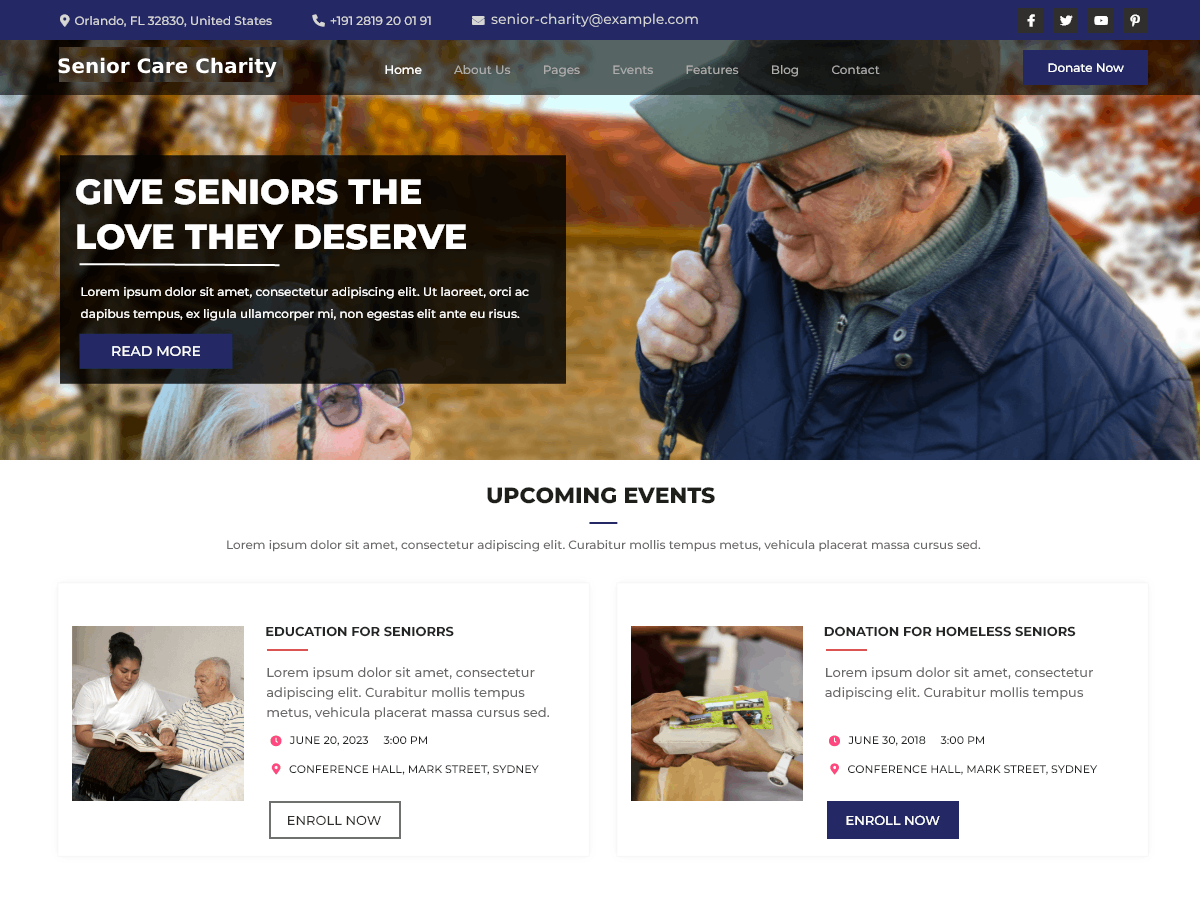 Orlando, FL 32830, United States
+191 2819 20 01 91
senior-charity@example.com
Senior Care Charity
Home
About Us
Pages
Events
Features
Blog
Contact
Donate Now
GIVE SENIORS THE
LOVE THEY DESERVE
Lorem ipsum dolor sit amet, consectetur adipiscing elit. Ut laoreet, orci ac
dapibus tempus, ex ligula ullamcorper mi, non egestas elit ante eu risus.
READ MORE
UPCOMING EVENTS
Lorem ipsum dolor sit amet, consectetur adipiscing elit. Curabitur mollis tempus metus, vehicula placerat massa cursus sed.
EDUCATION FOR SENIORRS
Lorem ipsum dolor sit amet, consectetur
adipiscing elit. Curabitur mollis tempus
metus, vehicula placerat massa cursus sed.
JUNE 20, 2023 3:00 PM
CONFERENCE HALL, MARK STREET, SYDNEY
ENROLL NOW
DONATION FOR HOMELESS SENIORS
Lorem ipsum dolor sit amet, consectetur
adipiscing elit. Curabitur mollis tempus
JUNE 30, 2018 3:00 PM
CONFERENCE HALL, MARK STREET, SYDNEY
ENROLL NOW